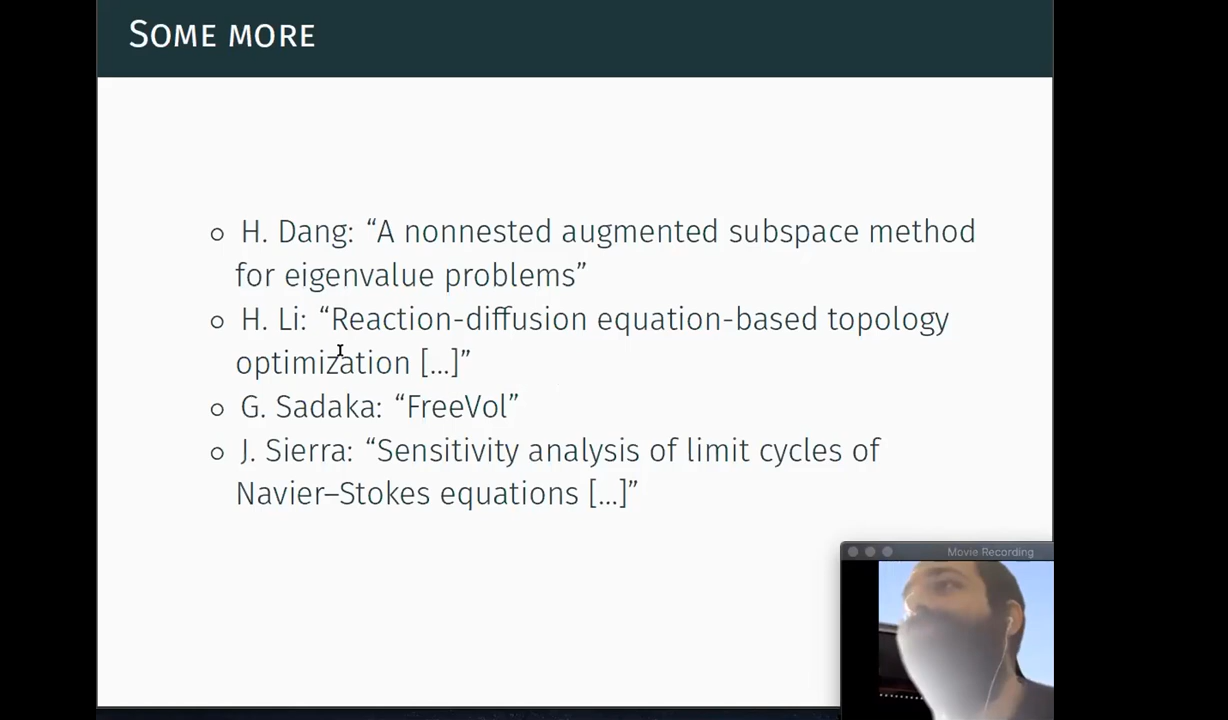 SOME MORE
H. Dang: “A nonnested augmented subspace method
for eigenvalue problems”
H. Li: “Reaction-diffusion equation-based topology
optimization [...]”
G. Sadaka: “FreeVol”
J. Sierra: “Sensitivity analysis of limit cycles of
Navier–Stokes equations [...]”
Movie Recording